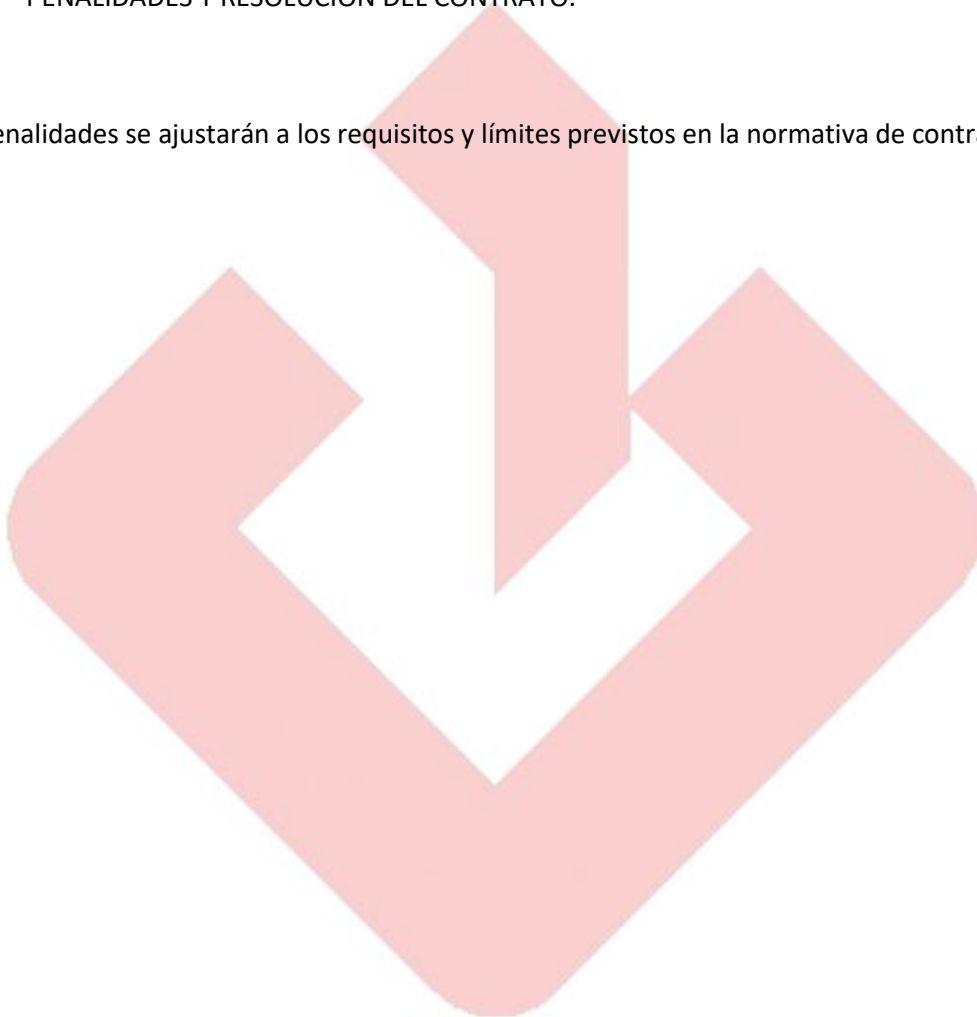 PENALIDADES Y RESOLUCIÓN DEL CONTRATO.
enalidades se ajustarán a los requisitos y límites previstos en la normativa de contra